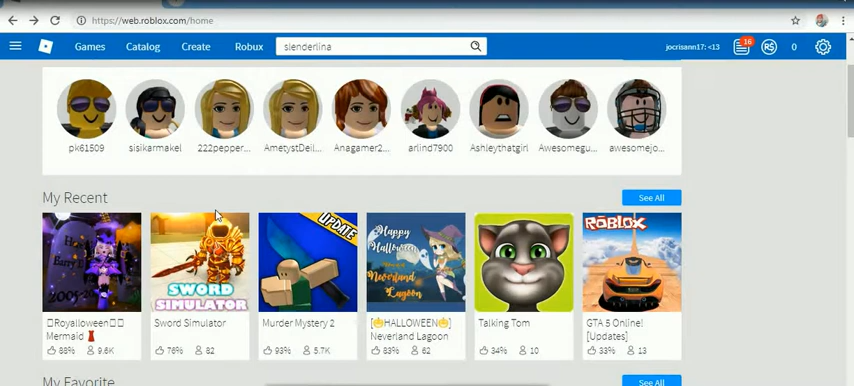 https://web.roblox.com/home
Games Catalog Create Robux slenderlina jocrisann17: <13 16 R$ 0
pk61509 sisikarmakel 222pepper... AmetystDeil... Anagamer2... arlind7900 Ashleythatgirl Awesomegu... awesomejo...
My Recent See All
SWORD
SIMULATOR
UPDATE
Happy
Halloween
Neverland
Lagoon
ROBLOX
Royalloween
Mermaid
88% 9.6K
Sword Simulator
76% 82
Murder Mystery 2
93% 5.7K
[🎃HALLOWEEN🎃]
Neverland Lagoon
83% 62
Talking Tom
34% 10
GTA 5 Online!
[Updates]
33% 13
My Favorite See All